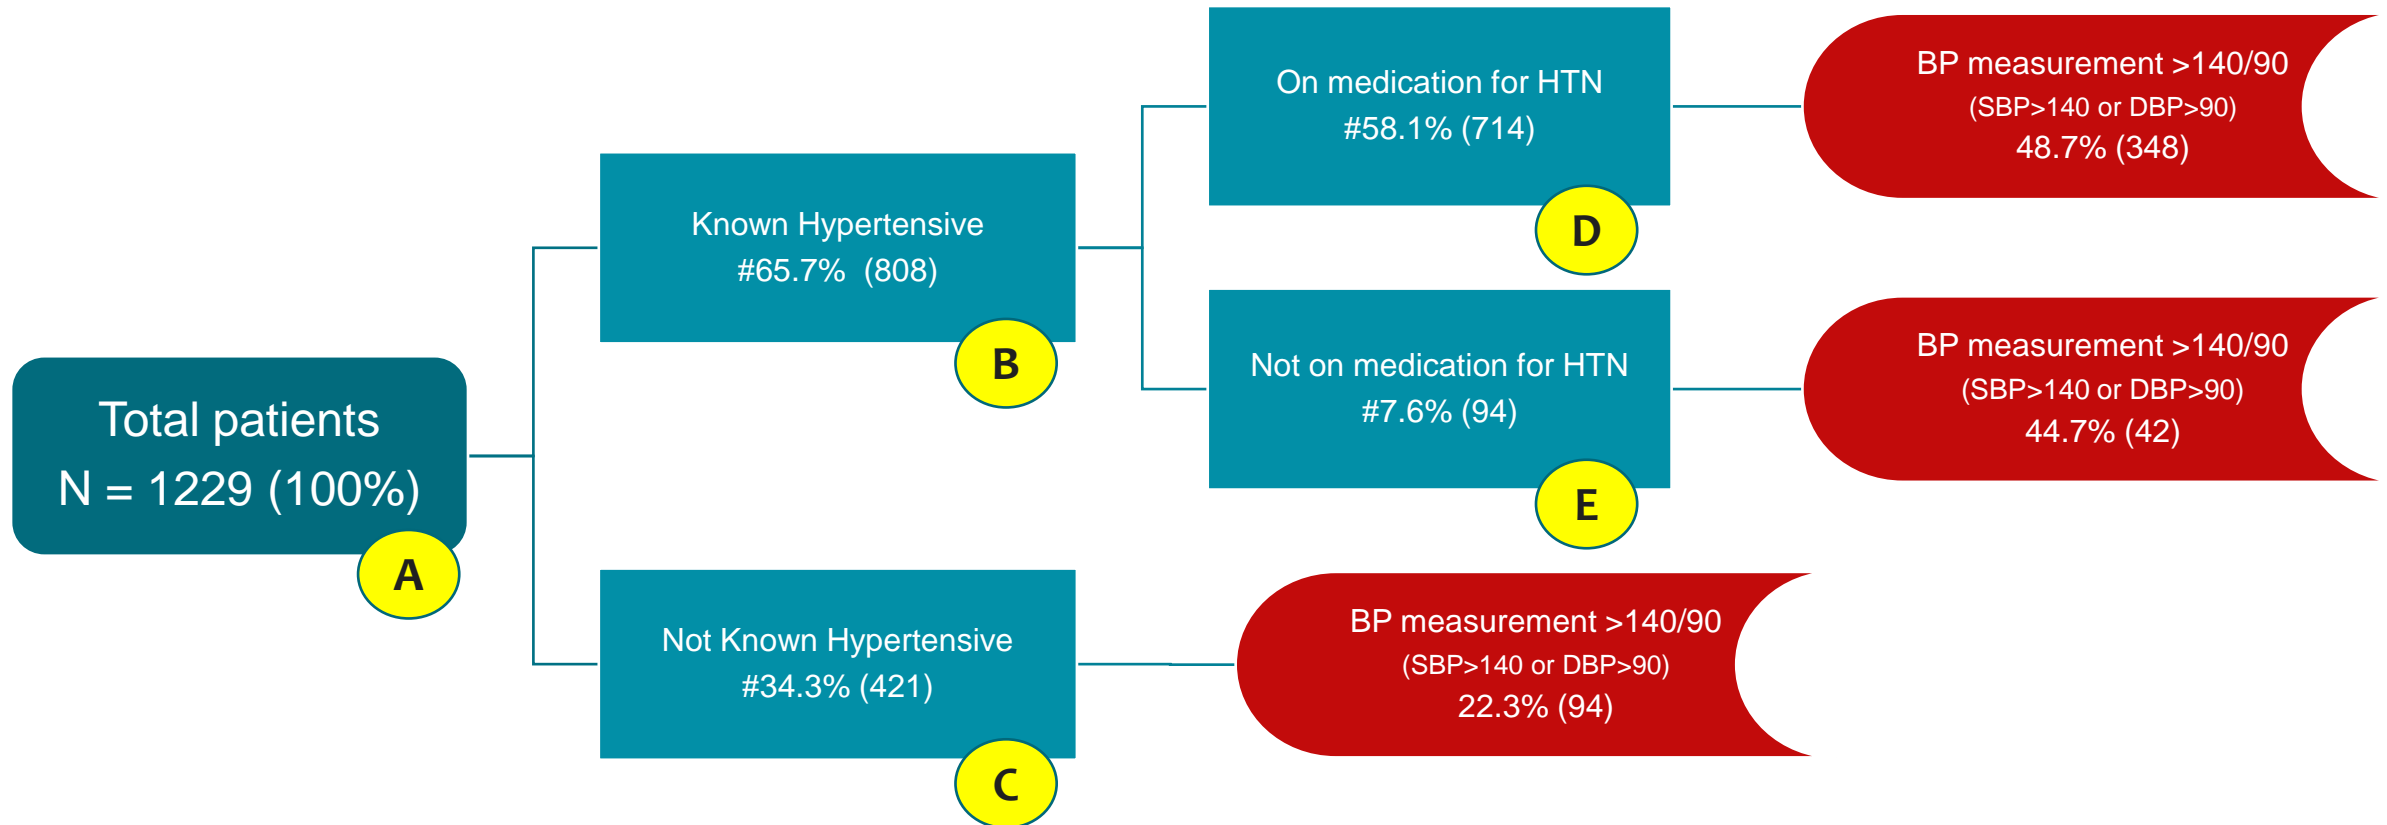 Total patients
N = 1229 (100%)
A
Known Hypertensive
#65.7%  (808)
B
Not Known Hypertensive
#34.3% (421)
C
On medication for HTN
#58.1% (714)
D
Not on medication for HTN
#7.6% (94)
E
BP measurement >140/90
(SBP>140 or DBP>90)
48.7% (348)
BP measurement >140/90
(SBP>140 or DBP>90)
44.7% (42)
BP measurement >140/90
(SBP>140 or DBP>90)
22.3% (94)